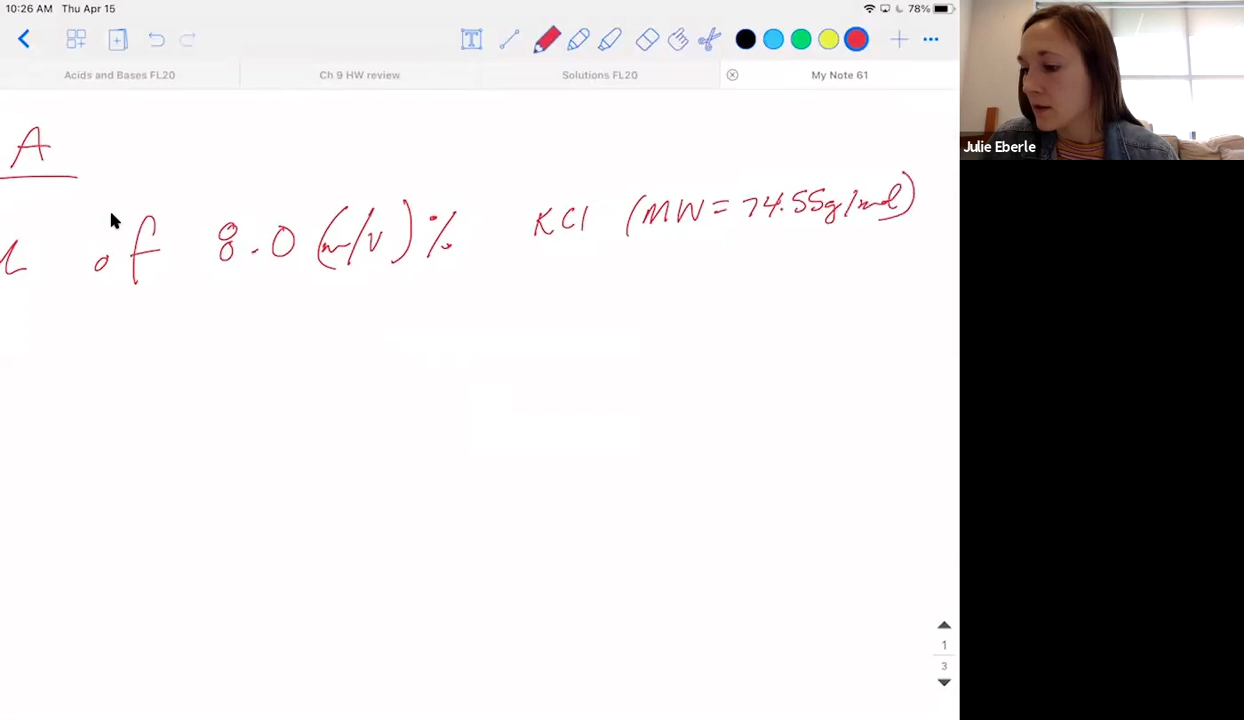 10:26 AM Thu Apr 15
78%
Acids and Bases FL20
Ch 9 HW review
Solutions FL20
My Note 61
Julie Eberle
A
of 8.0 (m/v) % KCl (MW = 74.55g/mol)
1
3